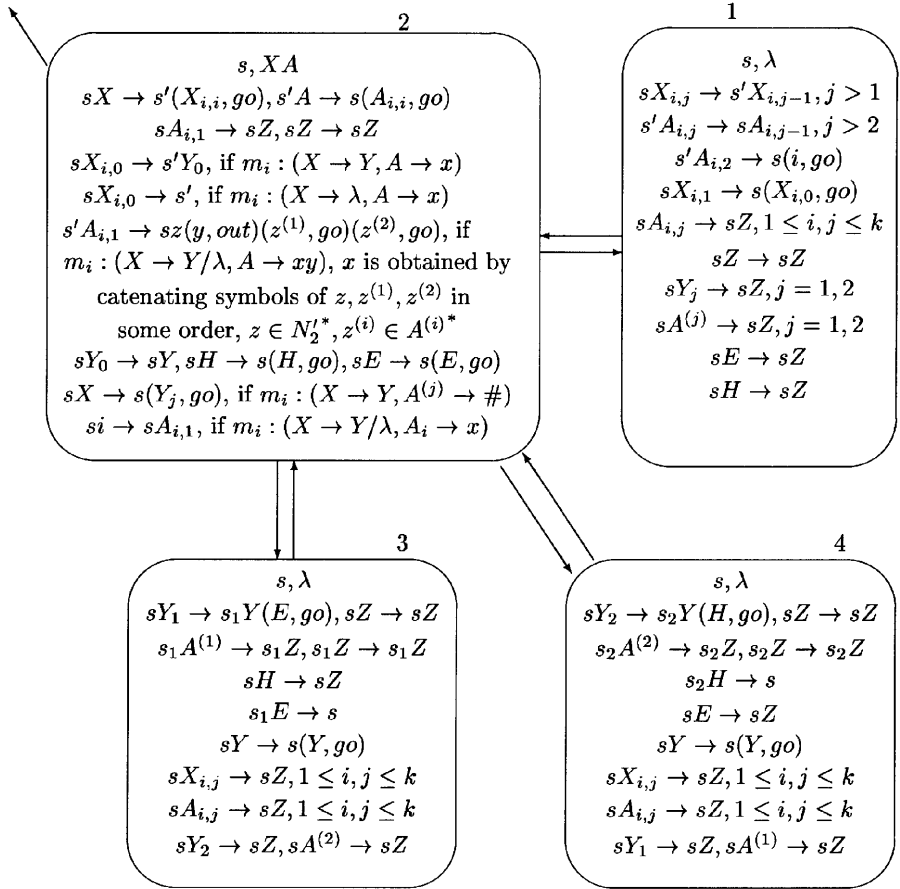 2
s, XA
sX → s′(X_{i,i}, go), s′A → s(A_{i,i}, go)
sA_{i,1} → sZ, sZ → sZ
sX_{i,0} → s′Y_0, if m_i : (X → Y, A → x)
sX_{i,0} → s′, if m_i : (X → λ, A → x)
s′A_{i,1} → sz(y, out)(z^{(1)}, go)(z^{(2)}, go), if
m_i : (X → Y/λ, A → xy), x is obtained by
catenating symbols of z, z^{(1)}, z^{(2)} in
some order, z ∈ N_2′^*, z^{(i)} ∈ A^{(i)*}
sY_0 → sY, sH → s(H, go), sE → s(E, go)
sX → s(Y_j, go), if m_i : (X → Y, A^{(j)} → #)
si → sA_{i,1}, if m_i : (X → Y/λ, A_i → x)
1
s, λ
sX_{i,j} → s′X_{i,j−1}, j > 1
s′A_{i,j} → sA_{i,j−1}, j > 2
s′A_{i,2} → s(i, go)
sX_{i,1} → s(X_{i,0}, go)
sA_{i,j} → sZ, 1 ≤ i, j ≤ k
sZ → sZ
sY_j → sZ, j = 1, 2
sA^{(j)} → sZ, j = 1, 2
sE → sZ
sH → sZ
3
s, λ
sY_1 → s_1Y(E, go), sZ → sZ
s_1A^{(1)} → s_1Z, s_1Z → s_1Z
sH → sZ
s_1E → s
sY → s(Y, go)
sX_{i,j} → sZ, 1 ≤ i, j ≤ k
sA_{i,j} → sZ, 1 ≤ i, j ≤ k
sY_2 → sZ, sA^{(2)} → sZ
4
s, λ
sY_2 → s_2Y(H, go), sZ → sZ
s_2A^{(2)} → s_2Z, s_2Z → s_2Z
s_2H → s
sE → sZ
sY → s(Y, go)
sX_{i,j} → sZ, 1 ≤ i, j ≤ k
sA_{i,j} → sZ, 1 ≤ i, j ≤ k
sY_1 → sZ, sA^{(1)} → sZ